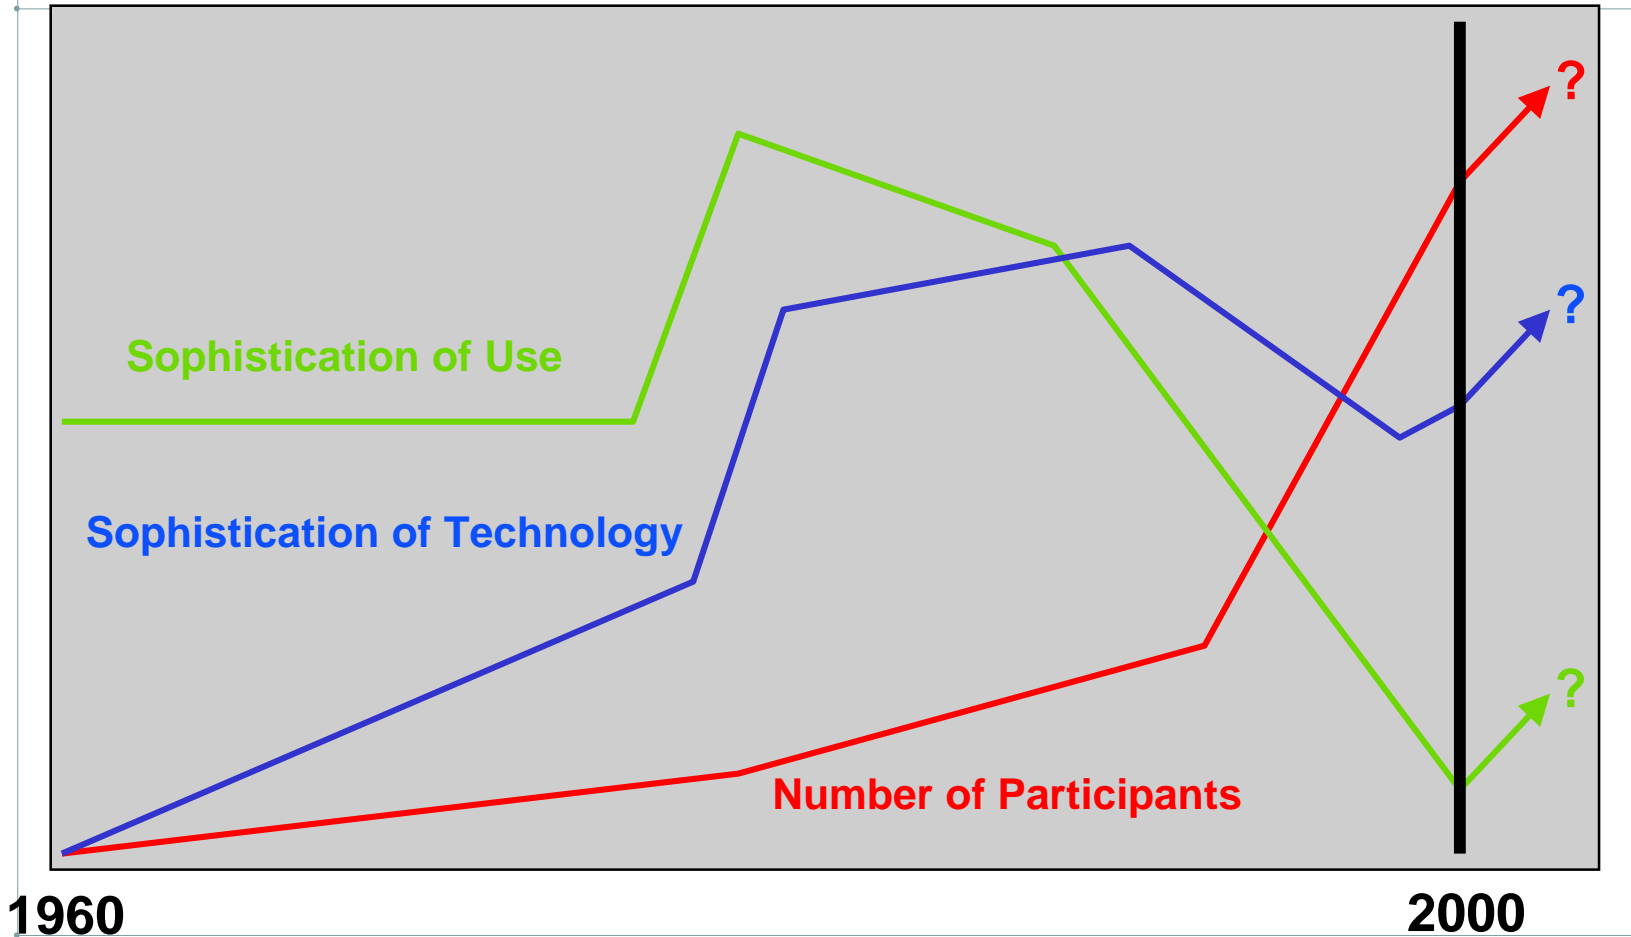 ?
?
Sophistication of Use
Sophistication of Technology
?
Number of Participants
1960
2000